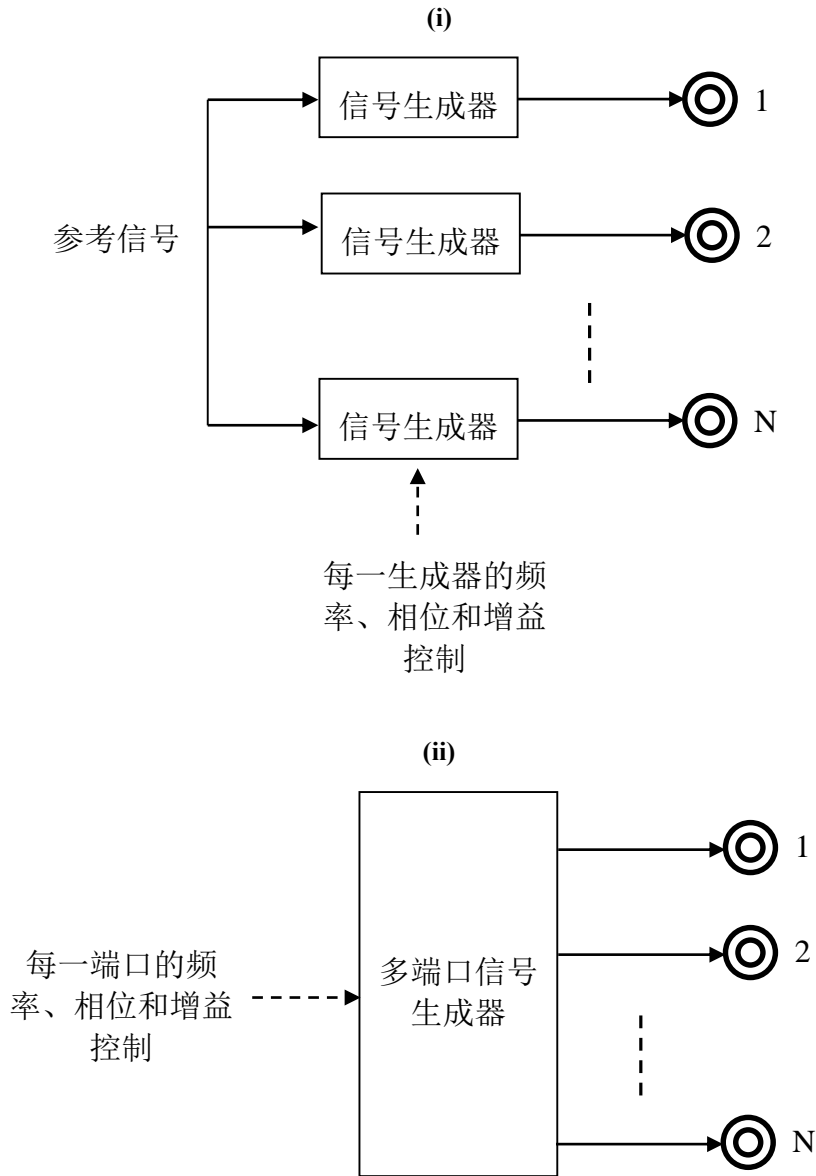 (i)
信号生成器
1
参考信号
信号生成器
2
信号生成器
N
每一生成器的频
率、相位和增益
控制
(ii)
1
2
每一端口的频
率、相位和增益
控制
多端口信号
生成器
N